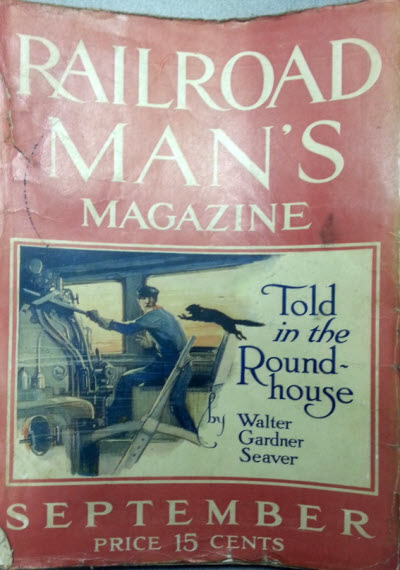 RAILROAD
MAN'S
MAGAZINE
Told
in the
Round-
house
by Walter
Gardner
Seaver
SEPTEMBER
PRICE 15 CENTS